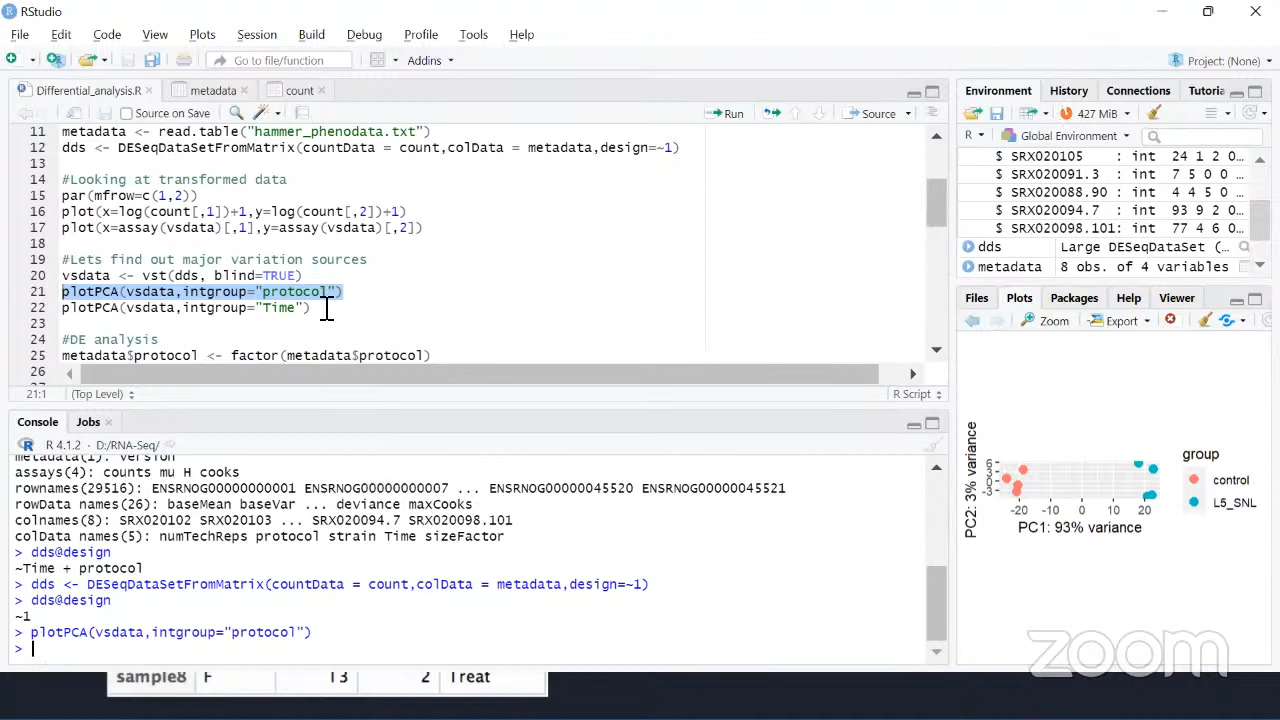 RStudio
File Edit Code View Plots Session Build Debug Profile Tools Help
Go to file/function Addins Project: (None)
Differential_analysis.R metadata count
Source on Save Run Source
11 metadata <- read.table("hammer_phenodata.txt")
12 dds <- DESeqDataSetFromMatrix(countData = count,colData = metadata,design=~1)
13
14 #Looking at transformed data
15 par(mfrow=c(1,2))
16 plot(x=log(count[,1])+1,y=log(count[,2])+1)
17 plot(x=assay(vsdata)[,1],y=assay(vsdata)[,2])
18
19 #Lets find out major variation sources
20 vsdata <- vst(dds, blind=TRUE)
21 plotPCA(vsdata,intgroup="protocol")
22 plotPCA(vsdata,intgroup="Time")
23
24 #DE analysis
25 metadata$protocol <- factor(metadata$protocol)
26
21:1 (Top Level) R Script
Console Jobs
R 4.1.2 · D:/RNA-Seq/
metadata(1): version
assays(4): counts mu H cooks
rownames(29516): ENSRNOG00000000001 ENSRNOG00000000007 ... ENSRNOG00000045520 ENSRNOG00000045521
rowData names(26): baseMean baseVar ... deviance maxCooks
colnames(8): SRX020102 SRX020103 ... SRX020094.7 SRX020098.101
colData names(5): numTechReps protocol strain Time sizeFactor
> dds@design
~Time + protocol
> dds <- DESeqDataSetFromMatrix(countData = count,colData = metadata,design=~1)
> dds@design
~1
> plotPCA(vsdata,intgroup="protocol")
>
Environment History Connections Tutoria
427 MiB
R Global Environment
$ SRX020105 : int 24 1 2 0…
$ SRX020091.3 : int 7 5 0 0…
$ SRX020088.90 : int 4 4 5 0…
$ SRX020094.7 : int 93 9 2 0…
$ SRX020098.101: int 77 4 6 0…
dds Large DESeqDataSet (…
metadata 8 obs. of 4 variables
Files Plots Packages Help Viewer
Zoom Export
PC2: 3% variance
6
3
0
-3
-20 -10 0 10 20
PC1: 93% variance
group
control
L5_SNL
sample8 F 13 2 Treat
zoom